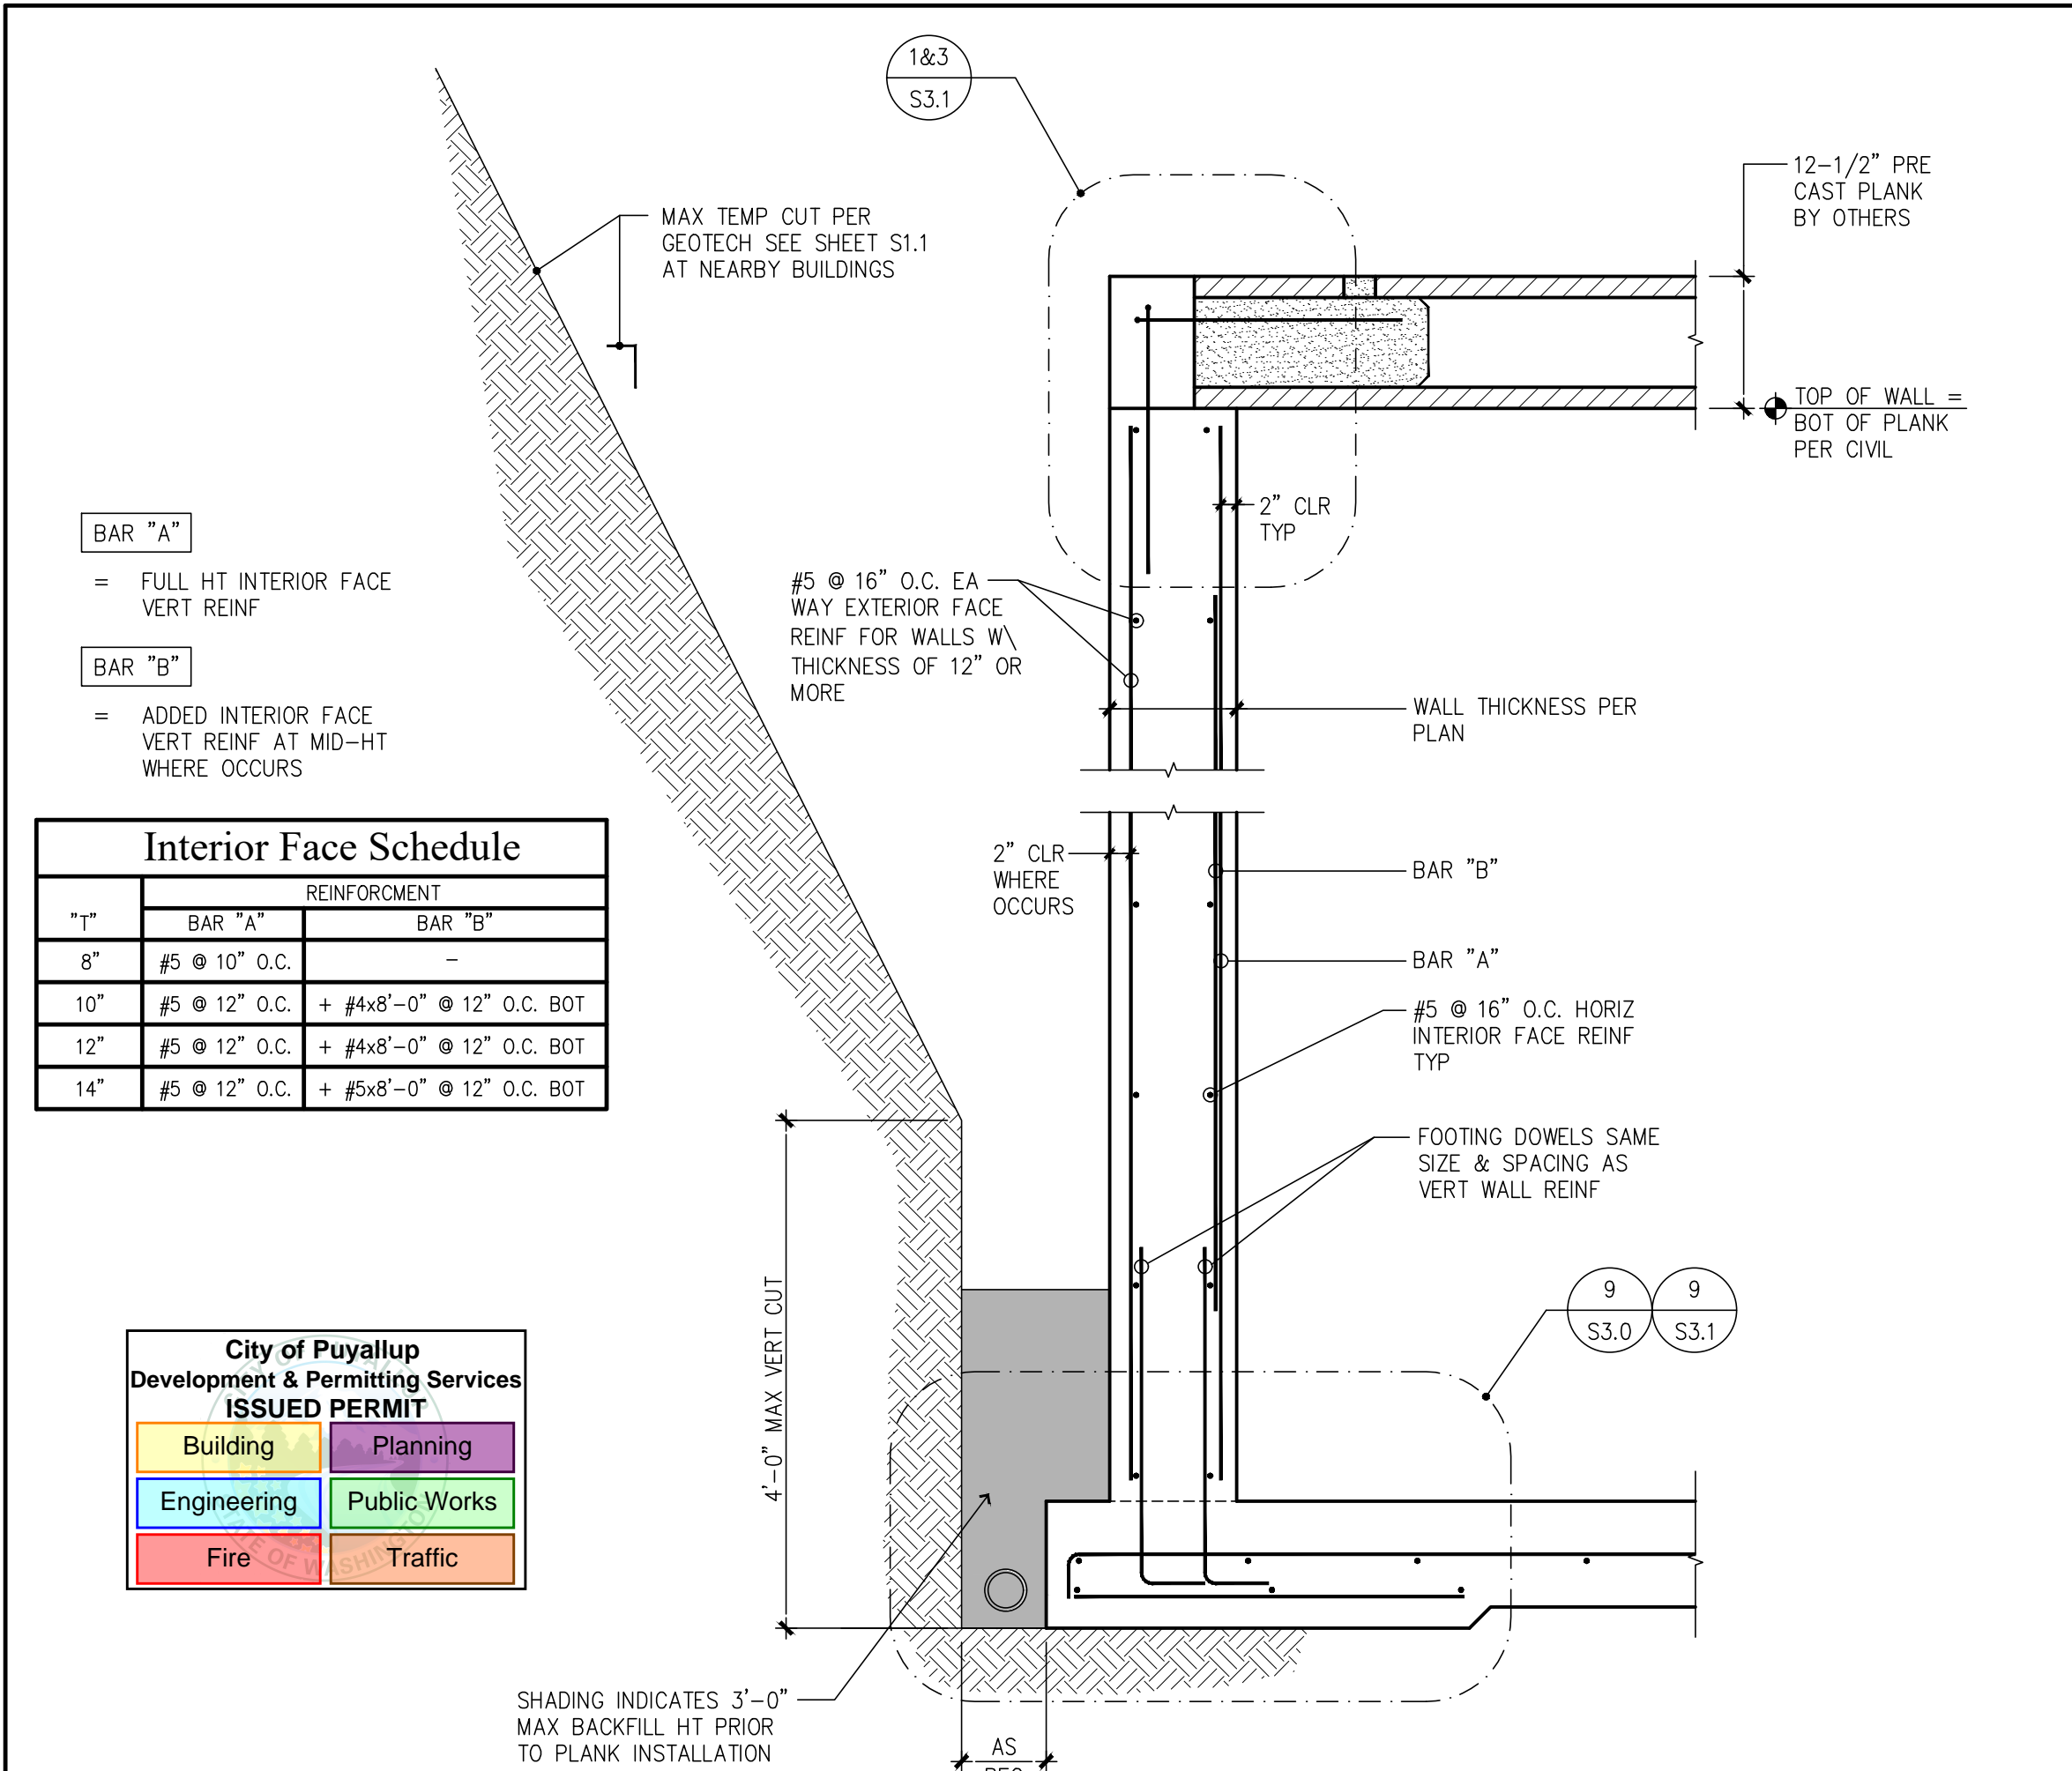 1&3
S3.1
12-1/2" PRE
CAST PLANK
BY OTHERS
MAX TEMP CUT PER
GEOTECH SEE SHEET S1.1
AT NEARBY BUILDINGS
TOP OF WALL =
BOT OF PLANK
PER CIVIL
2" CLR
TYP
BAR "A"
= FULL HT INTERIOR FACE
VERT REINF
BAR "B"
= ADDED INTERIOR FACE
VERT REINF AT MID-HT
WHERE OCCURS
#5 @ 16" O.C. EA
WAY EXTERIOR FACE
REINF FOR WALLS W\
THICKNESS OF 12" OR
MORE
WALL THICKNESS PER
PLAN
Interior Face Schedule
REINFORCMENT
"T" BAR "A" BAR "B"
8" #5 @ 10" O.C. -
10" #5 @ 12" O.C. + #4x8'-0" @ 12" O.C. BOT
12" #5 @ 12" O.C. + #4x8'-0" @ 12" O.C. BOT
14" #5 @ 12" O.C. + #5x8'-0" @ 12" O.C. BOT
2" CLR
WHERE
OCCURS
BAR "B"
BAR "A"
#5 @ 16" O.C. HORIZ
INTERIOR FACE REINF
TYP
FOOTING DOWELS SAME
SIZE & SPACING AS
VERT WALL REINF
4'-0" MAX VERT CUT
9
S3.0
9
S3.1
City of Puyallup
Development & Permitting Services
ISSUED PERMIT
Building Planning
Engineering Public Works
Fire Traffic
SHADING INDICATES 3'-0"
MAX BACKFILL HT PRIOR
TO PLANK INSTALLATION
AS